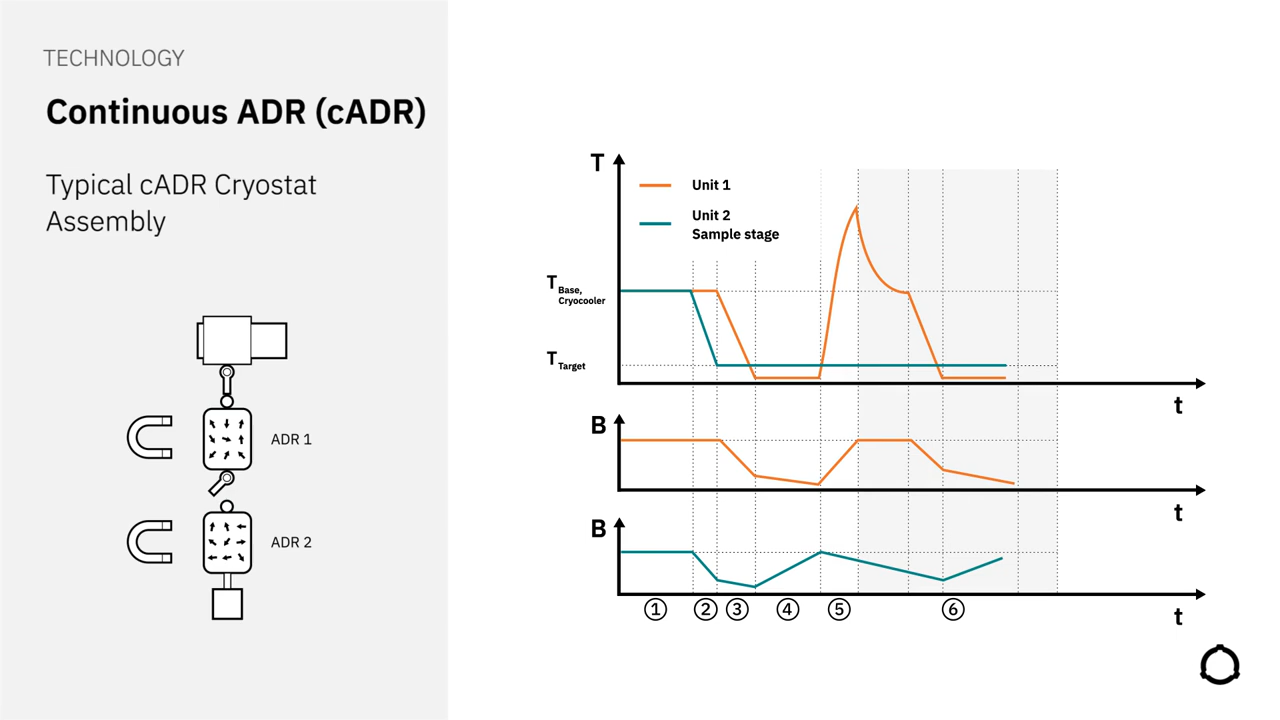 TECHNOLOGY
Continuous ADR (cADR)
Typical cADR Cryostat
Assembly
ADR 1
ADR 2
T
Unit 1
Unit 2
Sample stage
T Base,
Cryocooler
T Target
t
B
t
B
① ② ③ ④ ⑤ ⑥
t